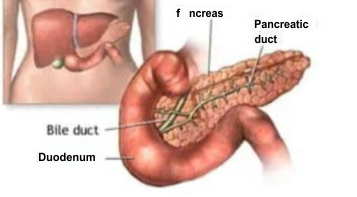 f ncreas
Pancreatic
duct
Bile duct
Duodenum